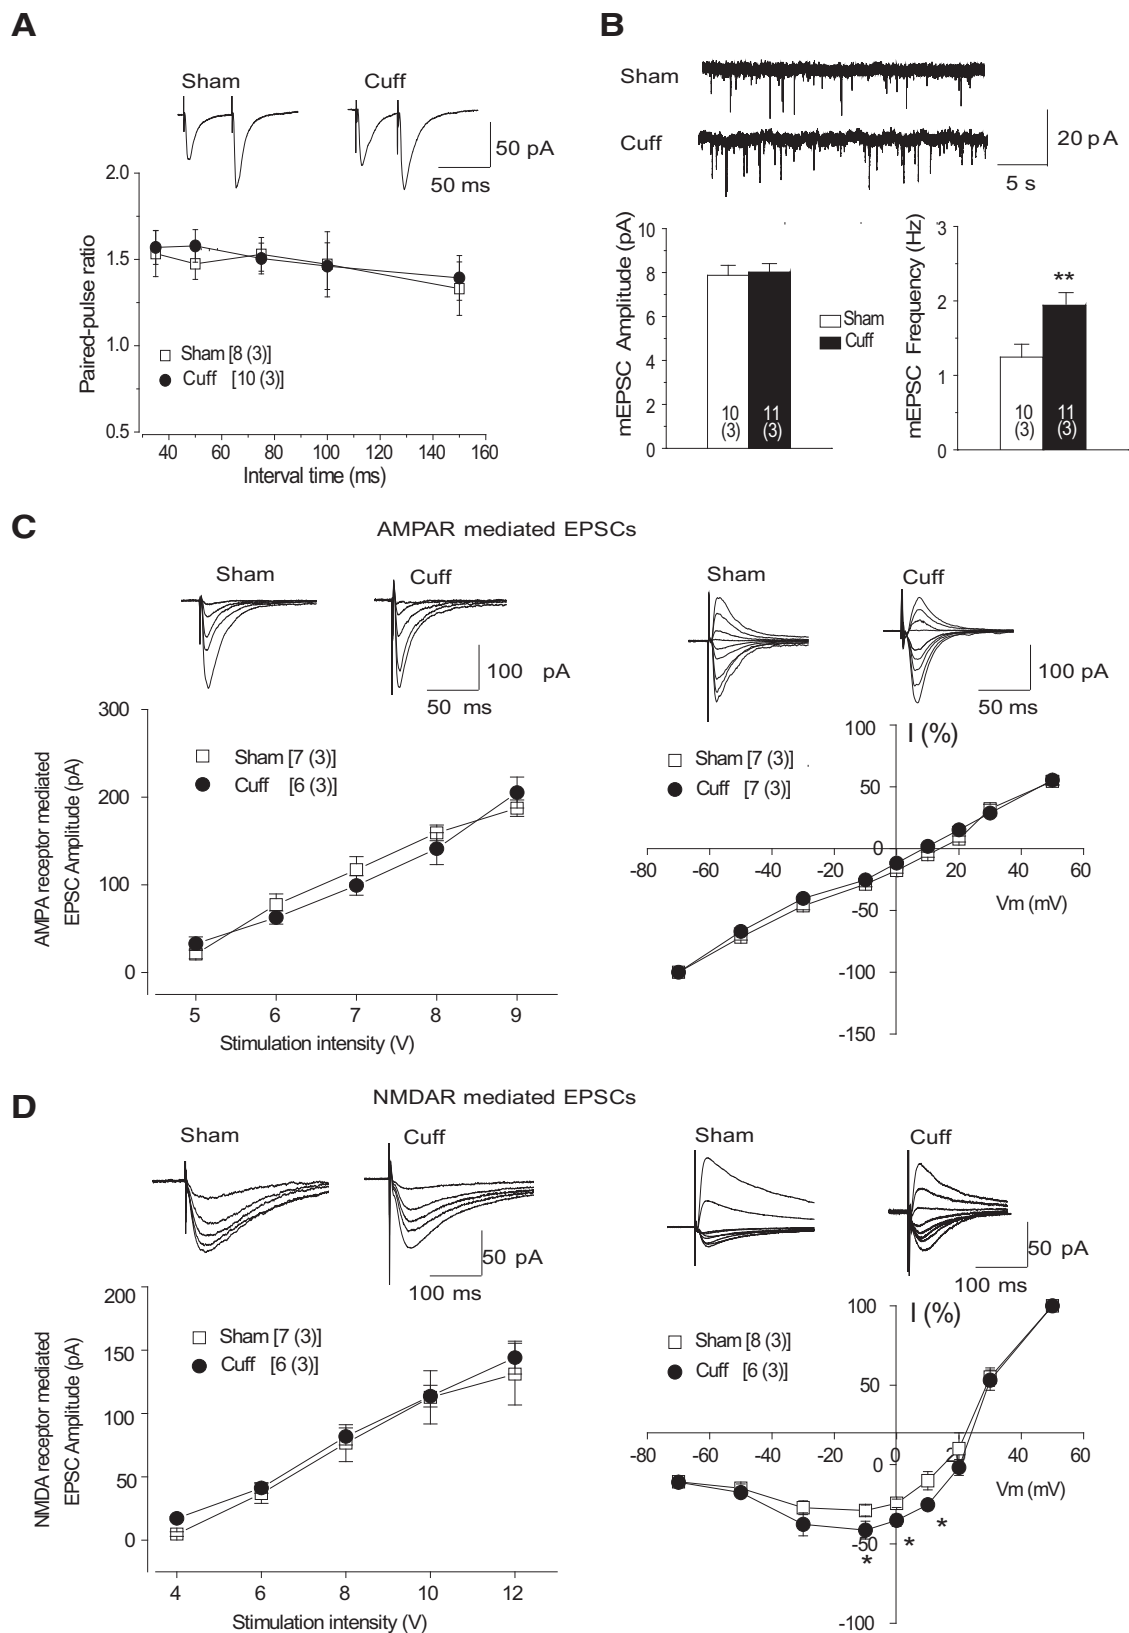 A
Sham
Cuff
50 pA
50 ms
2.0
1.5
1.0
0.5
Paired-pulse ratio
Sham [8 (3)]
Cuff [10 (3)]
40 60 80 100 120 140 160
Interval time (ms)
B
Sham
Cuff
20 pA
5 s
mEPSC Amplitude (pA)
10
8
6
4
2
0
10
(3)
11
(3)
Sham
Cuff
mEPSC Frequency (Hz)
3
2
1
0
**
10
(3)
11
(3)
C
AMPAR mediated EPSCs
Sham
Cuff
100 pA
50 ms
300
200
100
0
AMPA receptor mediated
EPSC Amplitude (pA)
Sham [7 (3)]
Cuff [6 (3)]
5 6 7 8 9
Stimulation intensity (V)
Sham
Cuff
100 pA
50 ms
I (%)
100
50
0
-50
-100
-150
Sham [7 (3)]
Cuff [7 (3)]
-80 -60 -40 -20 0 20 40 60
Vm (mV)
D
NMDAR mediated EPSCs
Sham
Cuff
50 pA
100 ms
200
150
100
50
0
NMDA receptor mediated
EPSC Amplitude (pA)
Sham [7 (3)]
Cuff [6 (3)]
4 6 8 10 12
Stimulation intensity (V)
Sham
Cuff
50 pA
100 ms
I (%)
100
50
0
-50
-100
Sham [8 (3)]
Cuff [6 (3)]
-80 -60 -40 -20 0 20 40 60
Vm (mV)
* * *